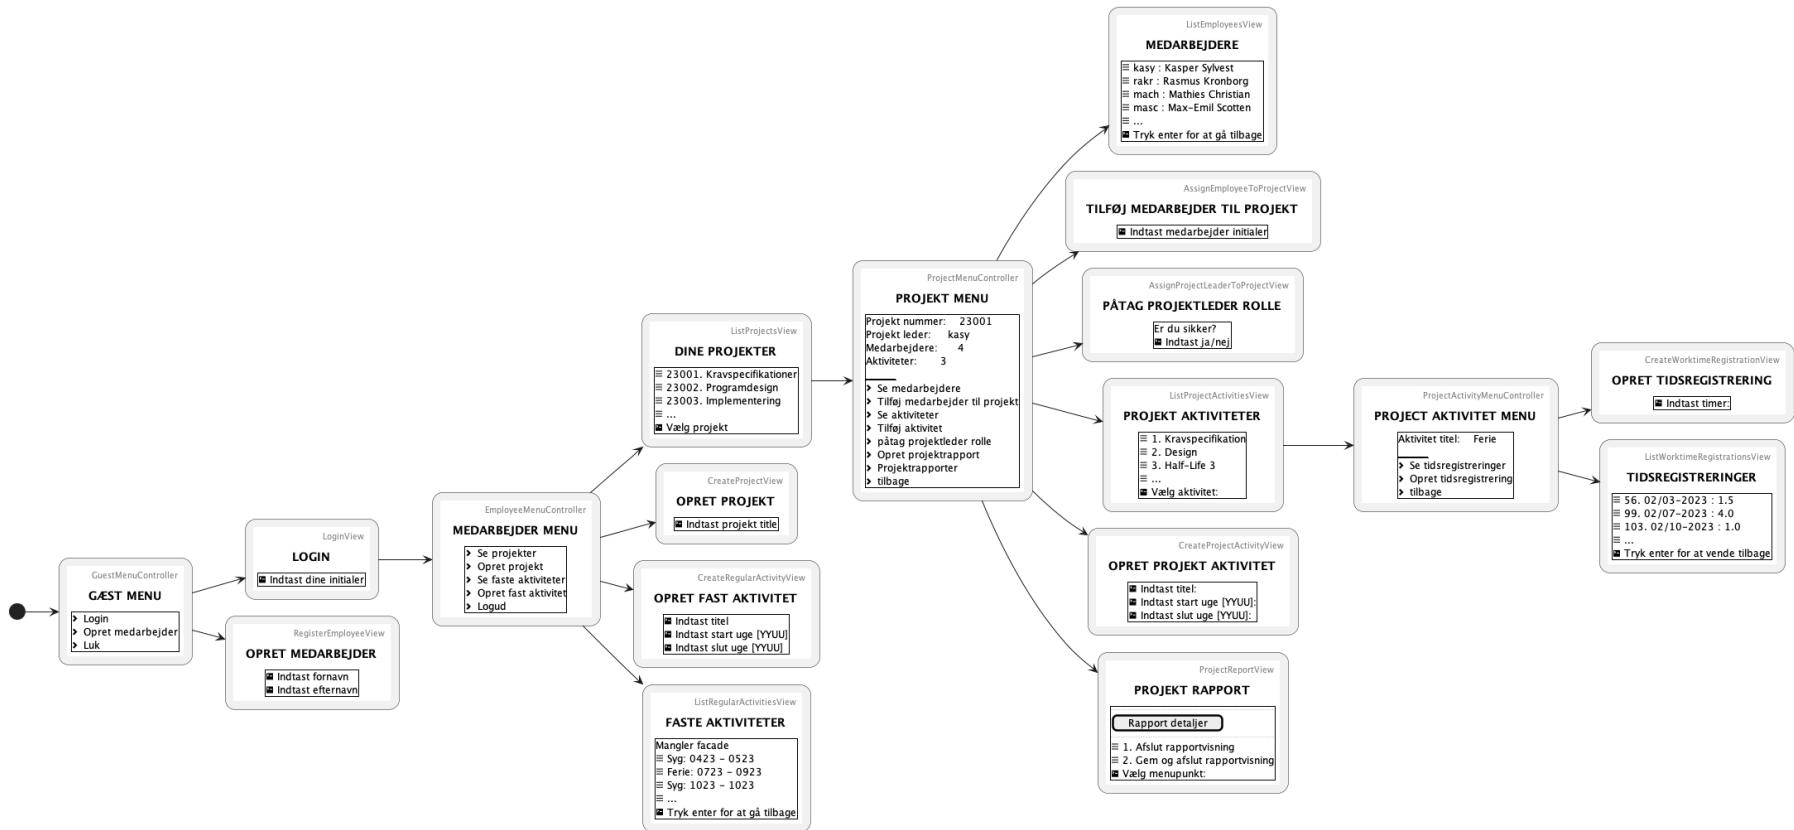 GuestMenuController
GÆST MENU
Login
Opret medarbejder
Luk
LoginView
LOGIN
Indtast dine initialer
RegisterEmployeeView
OPRET MEDARBEJDER
Indtast fornavn
Indtast efternavn
EmployeeMenuController
MEDARBEJDER MENU
Se projekter
Opret projekt
Se faste aktiviteter
Opret fast aktivitet
Logud
ListProjectsView
DINE PROJEKTER
23001. Kravspecifikationer
23002. Programdesign
23003. Implementering
...
Vælg projekt
CreateProjectView
OPRET PROJEKT
Indtast projekt title
CreateRegularActivityView
OPRET FAST AKTIVITET
Indtast titel
Indtast start uge [YYUU]
Indtast slut uge [YYUU]
ListRegularActivitiesView
FASTE AKTIVITETER
Mangler facade
Syg: 0423 - 0523
Ferie: 0723 - 0923
Syg: 1023 - 1023
...
Tryk enter for at gå tilbage
ProjectMenuController
PROJEKT MENU
Projekt nummer: 23001
Projekt leder: kasy
Medarbejdere: 4
Aktiviteter: 3
Se medarbejdere
Tilføj medarbejder til projekt
Se aktiviteter
Tilføj aktivitet
påtag projektleder rolle
Opret projektrapport
Projektrapporter
tilbage
ListEmployeesView
MEDARBEJDERE
kasy : Kasper Sylvest
rakr : Rasmus Kronborg
mach : Mathies Christian
masc : Max-Emil Scotten
...
Tryk enter for at gå tilbage
AssignEmployeeToProjectView
TILFØJ MEDARBEJDER TIL PROJEKT
Indtast medarbejder initialer
AssignProjectLeaderToProjectView
PÅTAG PROJEKTLEDER ROLLE
Er du sikker?
Indtast ja/nej
ListProjectActivitiesView
PROJEKT AKTIVITETER
1. Kravspecifikation
2. Design
3. Half-Life 3
...
Vælg aktivitet:
CreateProjectActivityView
OPRET PROJEKT AKTIVITET
Indtast titel:
Indtast start uge [YYUU]:
Indtast slut uge [YYUU]:
ProjectReportView
PROJEKT RAPPORT
Rapport detaljer
1. Afslut rapportvisning
2. Gem og afslut rapportvisning
Vælg menupunkt:
ProjectActivityMenuController
PROJECT AKTIVITET MENU
Aktivitet titel: Ferie
Se tidsregistreringer
Opret tidsregistrering
tilbage
CreateWorktimeRegistrationView
OPRET TIDSREGISTRERING
Indtast timer:
ListWorktimeRegistrationsView
TIDSREGISTRERINGER
56. 02/03-2023 : 1.5
99. 02/07-2023 : 4.0
103. 02/10-2023 : 1.0
...
Tryk enter for at vende tilbage